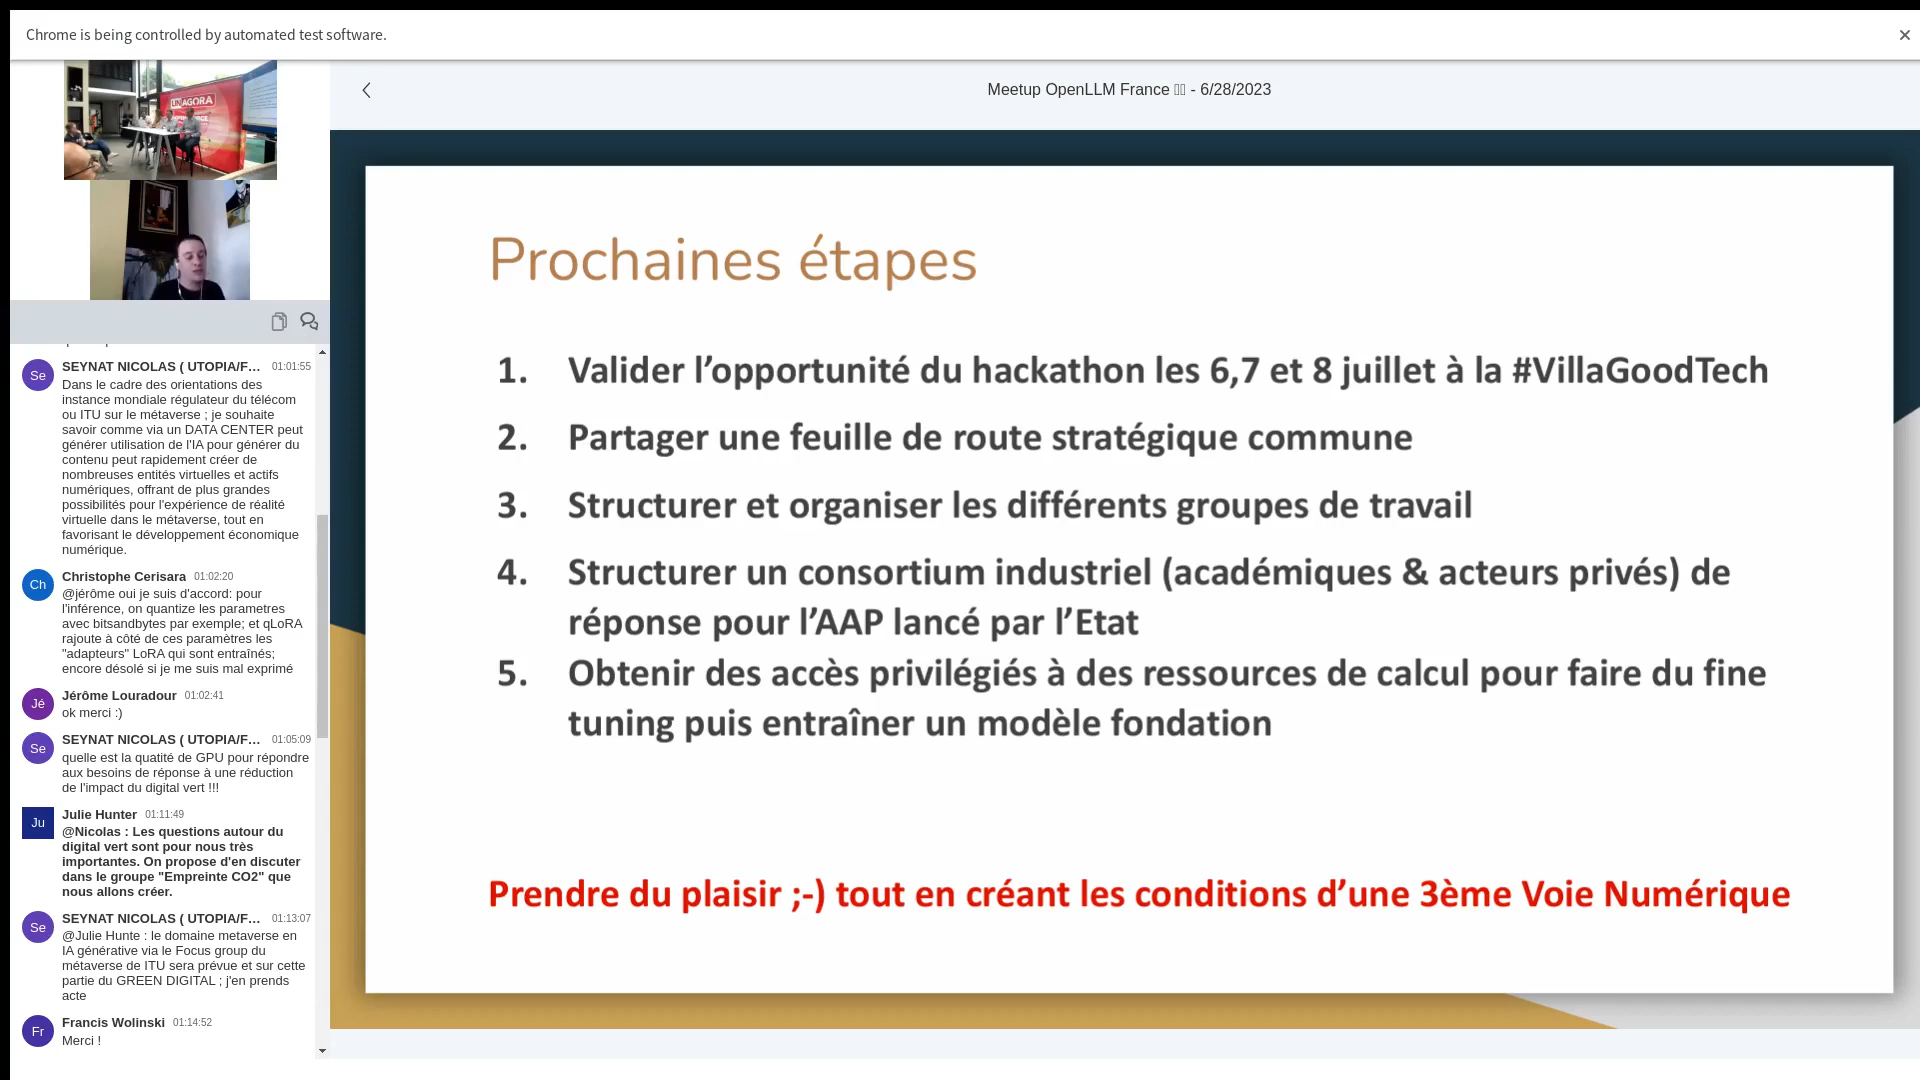 Chrome is being controlled by automated test software.
LINAGORA
Meetup OpenLLM France - 6/28/2023
Se
SEYNAT NICOLAS ( UTOPIA/F… 01:01:55
Dans le cadre des orientations des
instance mondiale régulateur du télécom
ou ITU sur le métaverse ; je souhaite
savoir comme via un DATA CENTER peut
générer utilisation de l'IA pour générer du
contenu peut rapidement créer de
nombreuses entités virtuelles et actifs
numériques, offrant de plus grandes
possibilités pour l'expérience de réalité
virtuelle dans le métaverse, tout en
favorisant le développement économique
numérique.
Ch
Christophe Cerisara 01:02:20
@jérôme oui je suis d'accord: pour
l'inférence, on quantize les parametres
avec bitsandbytes par exemple; et qLoRA
rajoute à côté de ces paramètres les
"adapteurs" LoRA qui sont entraînés;
encore désolé si je me suis mal exprimé
Jé
Jérôme Louradour 01:02:41
ok merci :)
Se
SEYNAT NICOLAS ( UTOPIA/F… 01:05:09
quelle est la quatité de GPU pour répondre
aux besoins de réponse à une réduction
de l'impact du digital vert !!!
Ju
Julie Hunter 01:11:49
@Nicolas : Les questions autour du
digital vert sont pour nous très
importantes. On propose d'en discuter
dans le groupe "Empreinte CO2" que
nous allons créer.
Se
SEYNAT NICOLAS ( UTOPIA/F… 01:13:07
@Julie Hunte : le domaine metaverse en
IA générative via le Focus group du
métaverse de ITU sera prévue et sur cette
partie du GREEN DIGITAL ; j'en prends
acte
Fr
Francis Wolinski 01:14:52
Merci !
Prochaines étapes
1. Valider l’opportunité du hackathon les 6,7 et 8 juillet à la #VillaGoodTech
2. Partager une feuille de route stratégique commune
3. Structurer et organiser les différents groupes de travail
4. Structurer un consortium industriel (académiques & acteurs privés) de
réponse pour l’AAP lancé par l’Etat
5. Obtenir des accès privilégiés à des ressources de calcul pour faire du fine
tuning puis entraîner un modèle fondation
Prendre du plaisir ;-) tout en créant les conditions d’une 3ème Voie Numérique